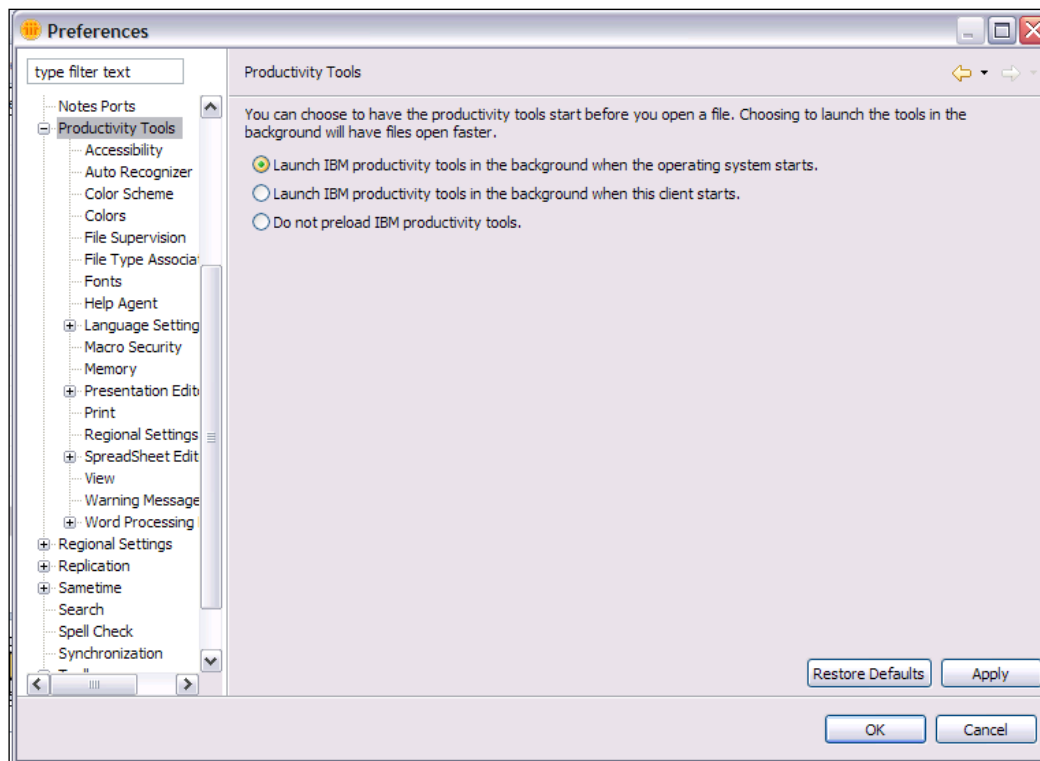 Preferences
type filter text
Notes Ports
Productivity Tools
Accessibility
Auto Recognizer
Color Scheme
Colors
File Supervision
File Type Associa
Fonts
Help Agent
Language Setting
Macro Security
Memory
Presentation Edit
Print
Regional Settings
SpreadSheet Edit
View
Warning Message
Word Processing
Regional Settings
Replication
Sametime
Search
Spell Check
Synchronization
Productivity Tools
You can choose to have the productivity tools start before you open a file. Choosing to launch the tools in the
background will have files open faster.
Launch IBM productivity tools in the background when the operating system starts.
Launch IBM productivity tools in the background when this client starts.
Do not preload IBM productivity tools.
Restore Defaults
Apply
OK
Cancel